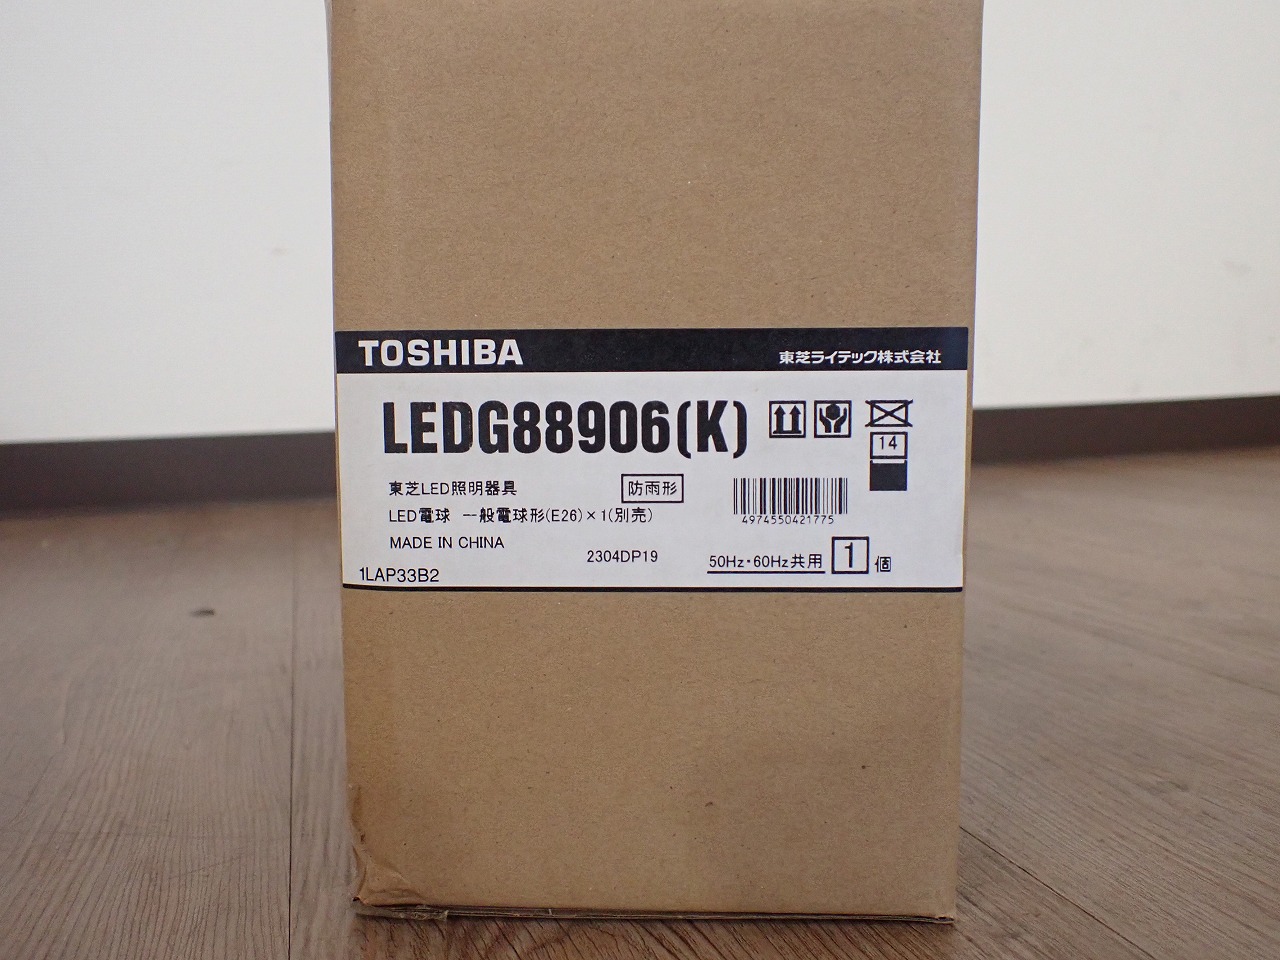 TOSHIBA 東芝ライテック株式会社
LEDG88906(K)
14
東芝LED照明器具 防雨形
LED電球 一般電球形(E26)×1(別売)
4974550421775
MADE IN CHINA
2304DP19
50Hz・60Hz共用 1個
1LAP33B2